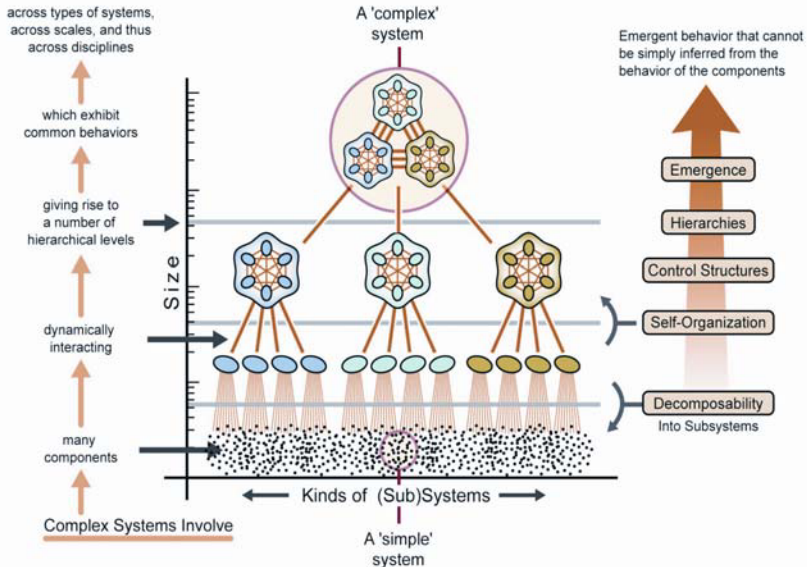 across types of systems,
across scales, and thus
across disciplines
which exhibit
common behaviors
giving rise to
a number of
hierarchical levels
dynamically
interacting
many
components
Complex Systems Involve
A 'complex'
system
Size
Kinds of (Sub)Systems
A 'simple'
system
Emergent behavior that cannot
be simply inferred from the
behavior of the components
Emergence
Hierarchies
Control Structures
Self-Organization
Decomposability
Into Subsystems